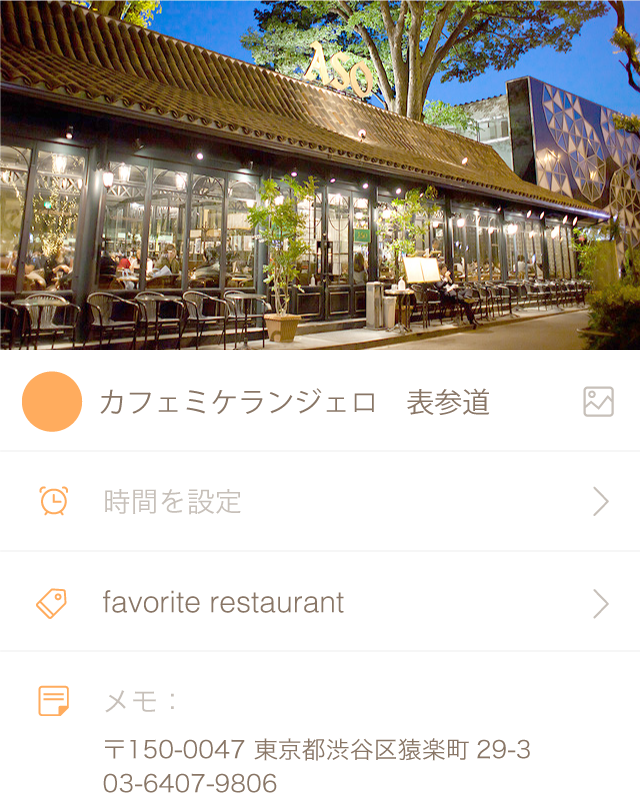 ASO
カフェミケランジェロ　表参道
時間を設定
favorite restaurant
メモ：
〒150-0047 東京都渋谷区猿楽町 29-3
03-6407-9806